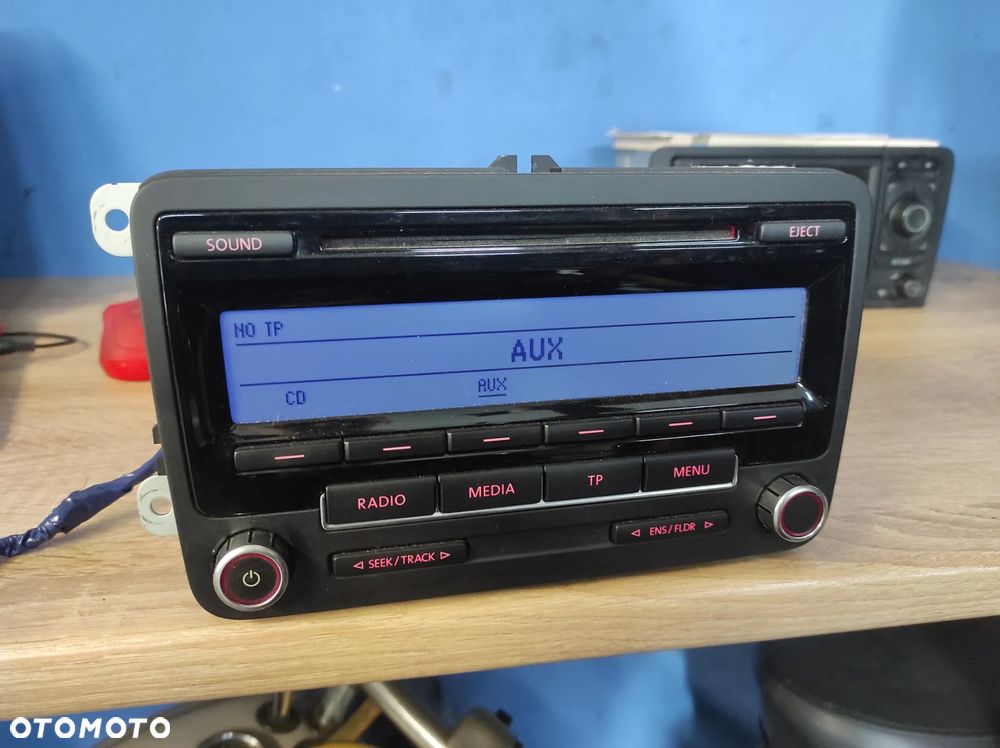 SOUND
EJECT
NO TP
AUX
CD
AUX
RADIO
MEDIA
TP
MENU
◁ SEEK/TRACK ▷
◁ ENS/FLDR ▷
OTOMOTO